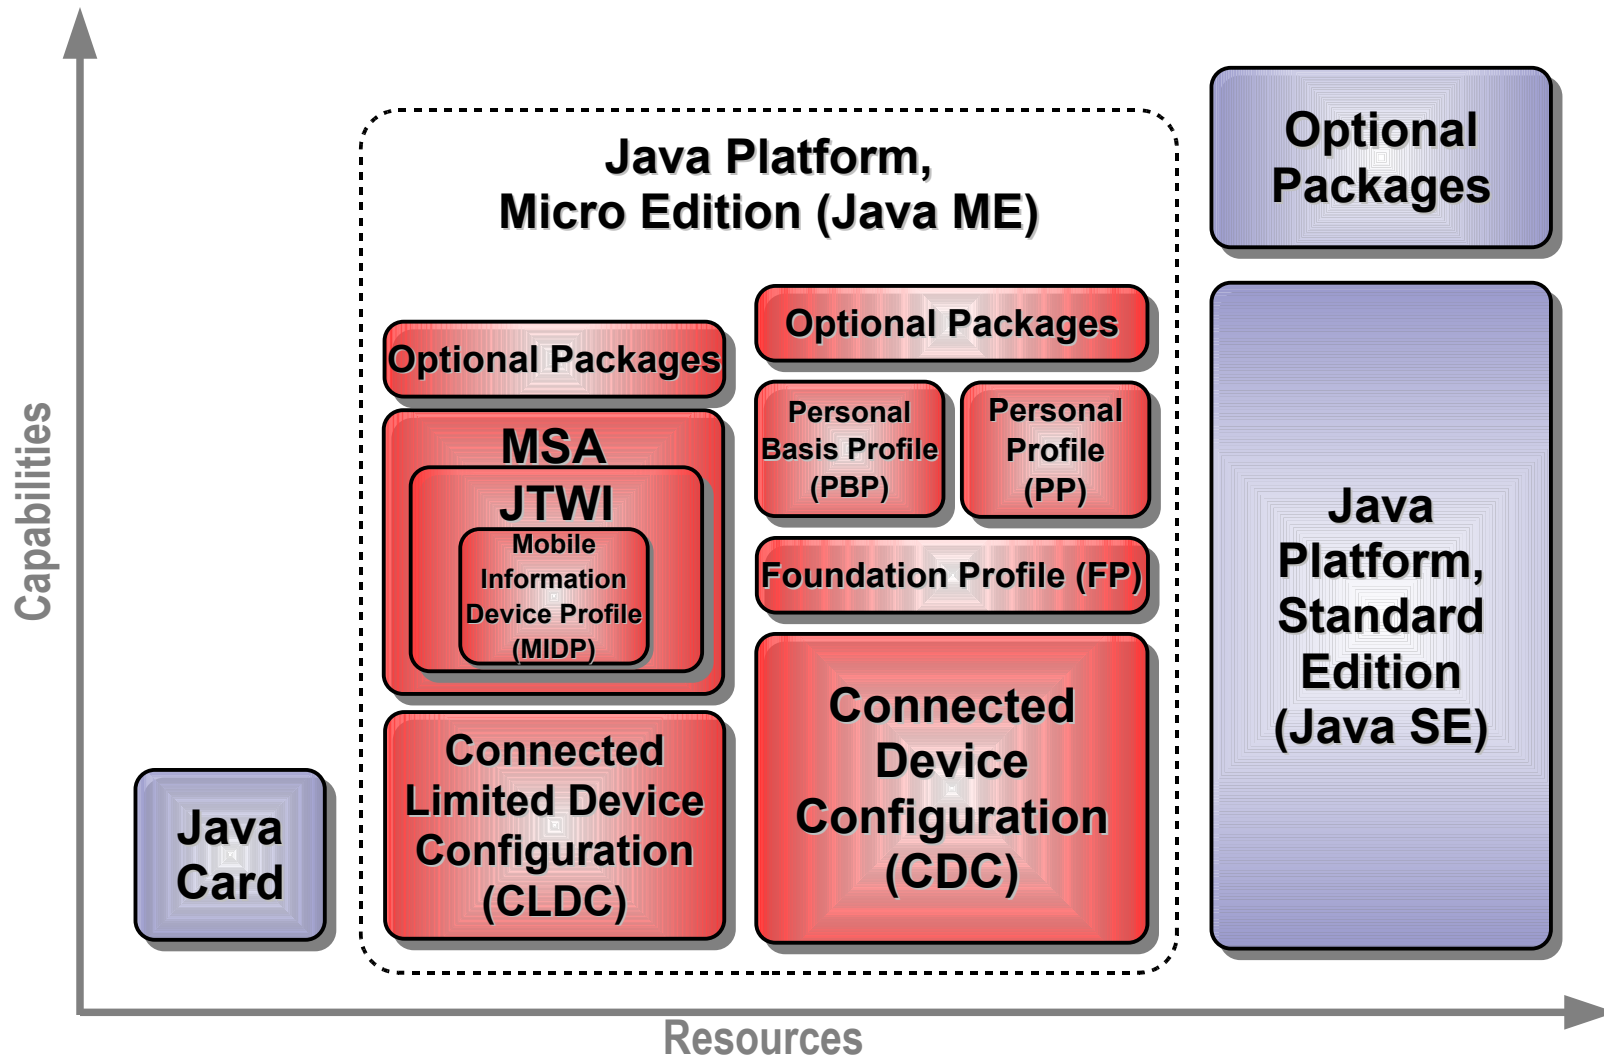 Capabilities
Java Platform,
Micro Edition (Java ME)
Optional Packages
MSA
JTWI
Mobile
Information
Device Profile
(MIDP)
Connected
Limited Device
Configuration
(CLDC)
Optional Packages
Personal
Basis Profile
(PBP)
Personal
Profile
(PP)
Foundation Profile (FP)
Connected
Device
Configuration
(CDC)
Java
Card
Optional
Packages
Java
Platform,
Standard
Edition
(Java SE)
Resources